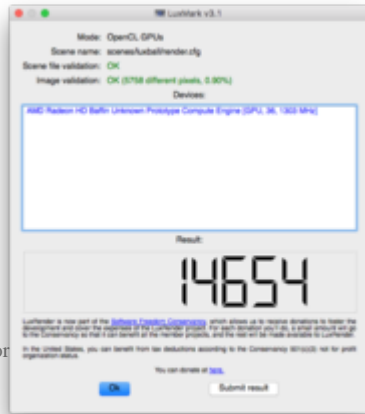 LuxMark v3.1
Mode: OpenCL GPUs
Scene name: scenes/luxball/render.cfg
Scene file validation: OK
Image validation: OK (5758 different pixels, 0.90%)
Devices:
AMD Radeon HD Baffin Unknown Prototype Compute Engine [GPU, 36, 1303 MHz]
Result:
14654
LuxRender is now part of the Software Freedom Conservancy, which allows us to receive donations to foster the
development and cover the expenses of the LuxRender project. For each donation you'll do, a small amount will go
to the Conservancy so that it can benefit all the member projects, and the rest will be made available to LuxRender.
or
In the United States, you can benefit from tax deductions according to the Conservancy 501(c)(3) not for profit
organization status.
You can donate at here.
Ok
Submit result